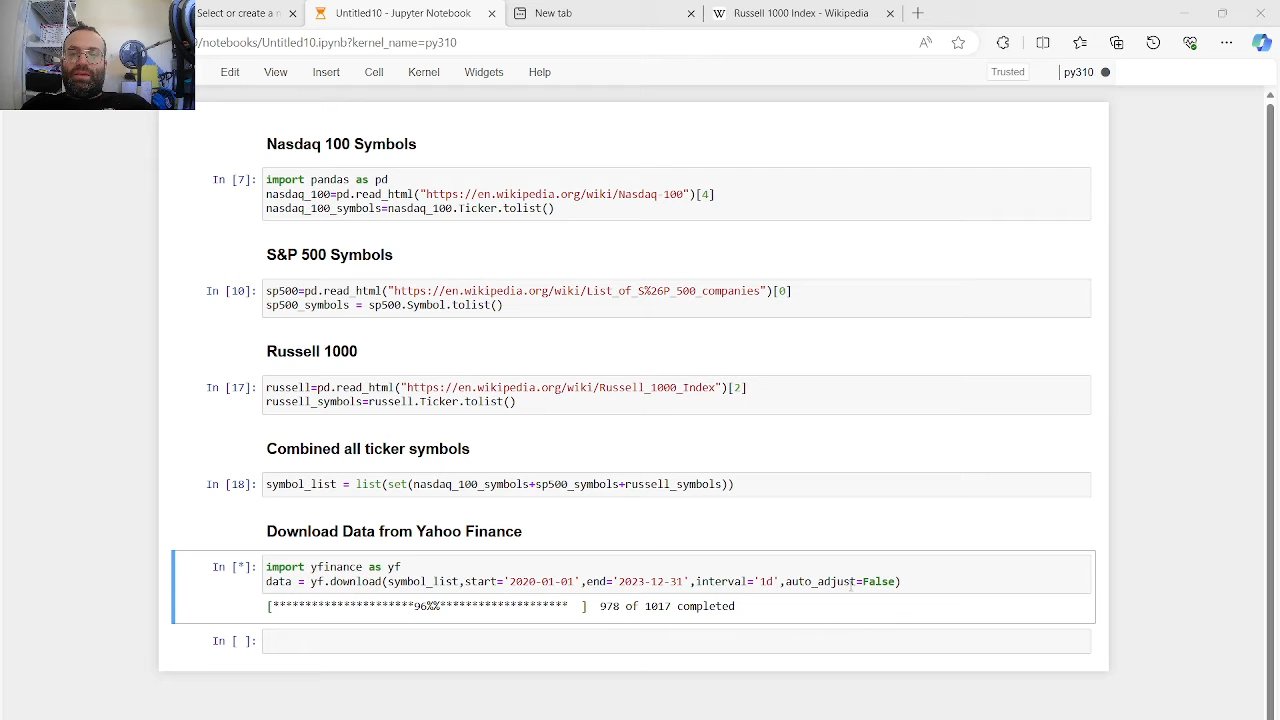 Select or create a n
Untitled10 - Jupyter Notebook
New tab
Russell 1000 Index - Wikipedia
/notebooks/Untitled10.ipynb?kernel_name=py310
Edit View Insert Cell Kernel Widgets Help
Trusted
py310
Nasdaq 100 Symbols
In [7]: import pandas as pd
nasdaq_100=pd.read_html("https://en.wikipedia.org/wiki/Nasdaq-100")[4]
nasdaq_100_symbols=nasdaq_100.Ticker.tolist()
S&P 500 Symbols
In [10]: sp500=pd.read_html("https://en.wikipedia.org/wiki/List_of_S%26P_500_companies")[0]
sp500_symbols = sp500.Symbol.tolist()
Russell 1000
In [17]: russell=pd.read_html("https://en.wikipedia.org/wiki/Russell_1000_Index")[2]
russell_symbols=russell.Ticker.tolist()
Combined all ticker symbols
In [18]: symbol_list = list(set(nasdaq_100_symbols+sp500_symbols+russell_symbols))
Download Data from Yahoo Finance
In [*]: import yfinance as yf
data = yf.download(symbol_list,start='2020-01-01',end='2023-12-31',interval='1d',auto_adjust=False)
[**********************96%%******************** ] 978 of 1017 completed
In [ ]: